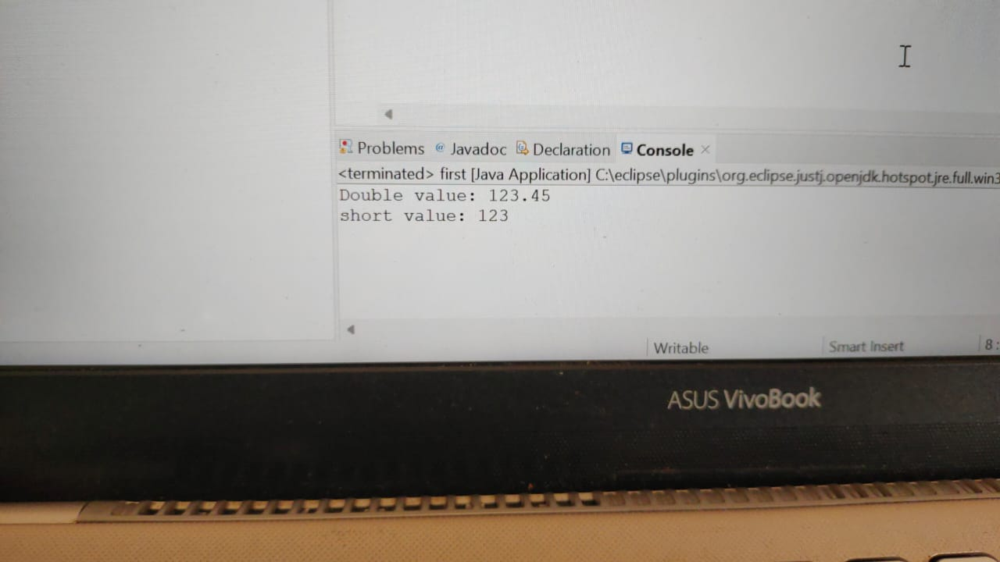 Problems @ Javadoc Declaration Console
<terminated> first [Java Application] C:\eclipse\plugins\org.eclipse.justj.openjdk.hotspot.jre.full.win3
Double value: 123.45
short value: 123
Writable Smart Insert 8 :
ASUS VivoBook